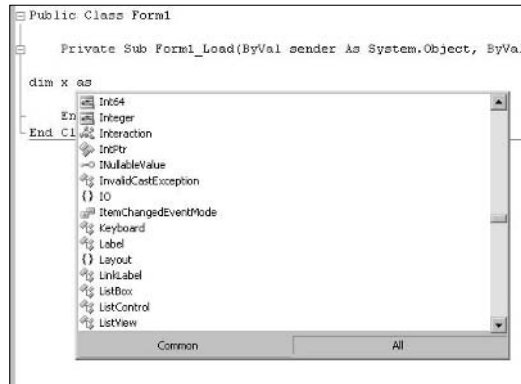 Public Class Form1
Private Sub Form1_Load(ByVal sender As System.Object, ByVal
dim x as
Int64
En
Integer
End Cl
Interaction
IntPtr
INullableValue
InvalidCastException
IO
ItemChangedEventMode
Keyboard
Label
Layout
LinkLabel
ListBox
ListControl
ListView
Common
All